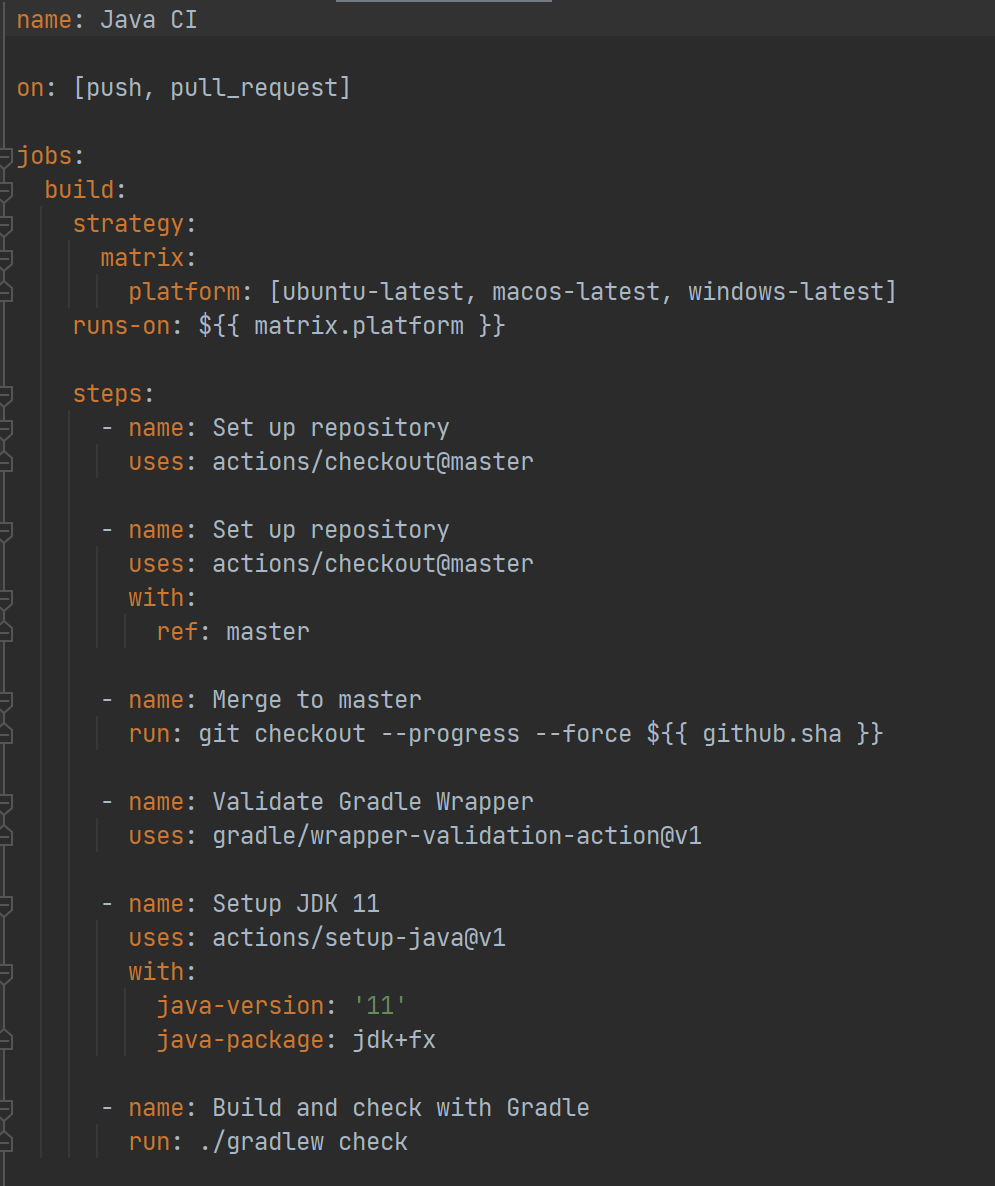 name: Java CI

on: [push, pull_request]

jobs:
  build:
    strategy:
      matrix:
        platform: [ubuntu-latest, macos-latest, windows-latest]
    runs-on: ${{ matrix.platform }}

    steps:
      - name: Set up repository
        uses: actions/checkout@master

      - name: Set up repository
        uses: actions/checkout@master
        with:
          ref: master

      - name: Merge to master
        run: git checkout --progress --force ${{ github.sha }}

      - name: Validate Gradle Wrapper
        uses: gradle/wrapper-validation-action@v1

      - name: Setup JDK 11
        uses: actions/setup-java@v1
        with:
          java-version: '11'
          java-package: jdk+fx

      - name: Build and check with Gradle
        run: ./gradlew check